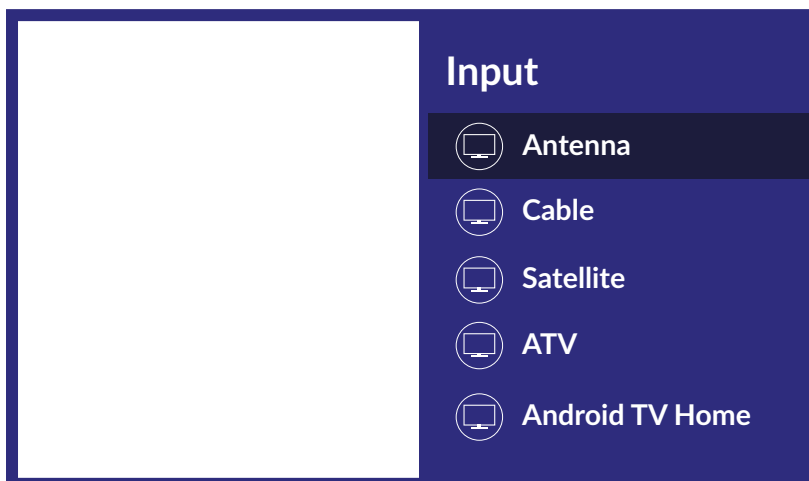 Input
Antenna
Cable
Satellite
ATV
Android TV Home